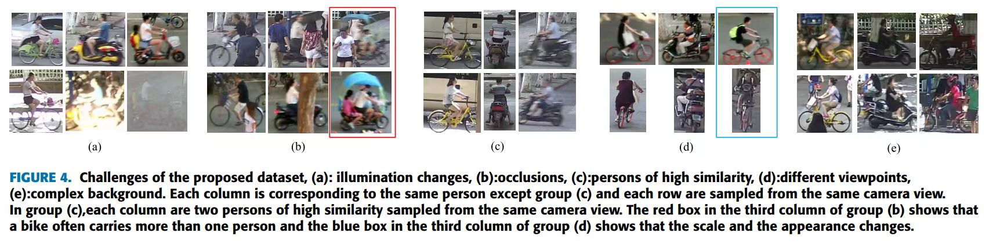 (a)
(b)
(c)
(d)
(e)
FIGURE 4. Challenges of the proposed dataset, (a): illumination changes, (b):occlusions, (c):persons of high similarity, (d):different viewpoints,
(e):complex background. Each column is corresponding to the same person except group (c) and each row are sampled from the same camera view.
In group (c),each column are two persons of high similarity sampled from the same camera view. The red box in the third column of group (b) shows that
a bike often carries more than one person and the blue box in the third column of group (d) shows that the scale and the appearance changes.